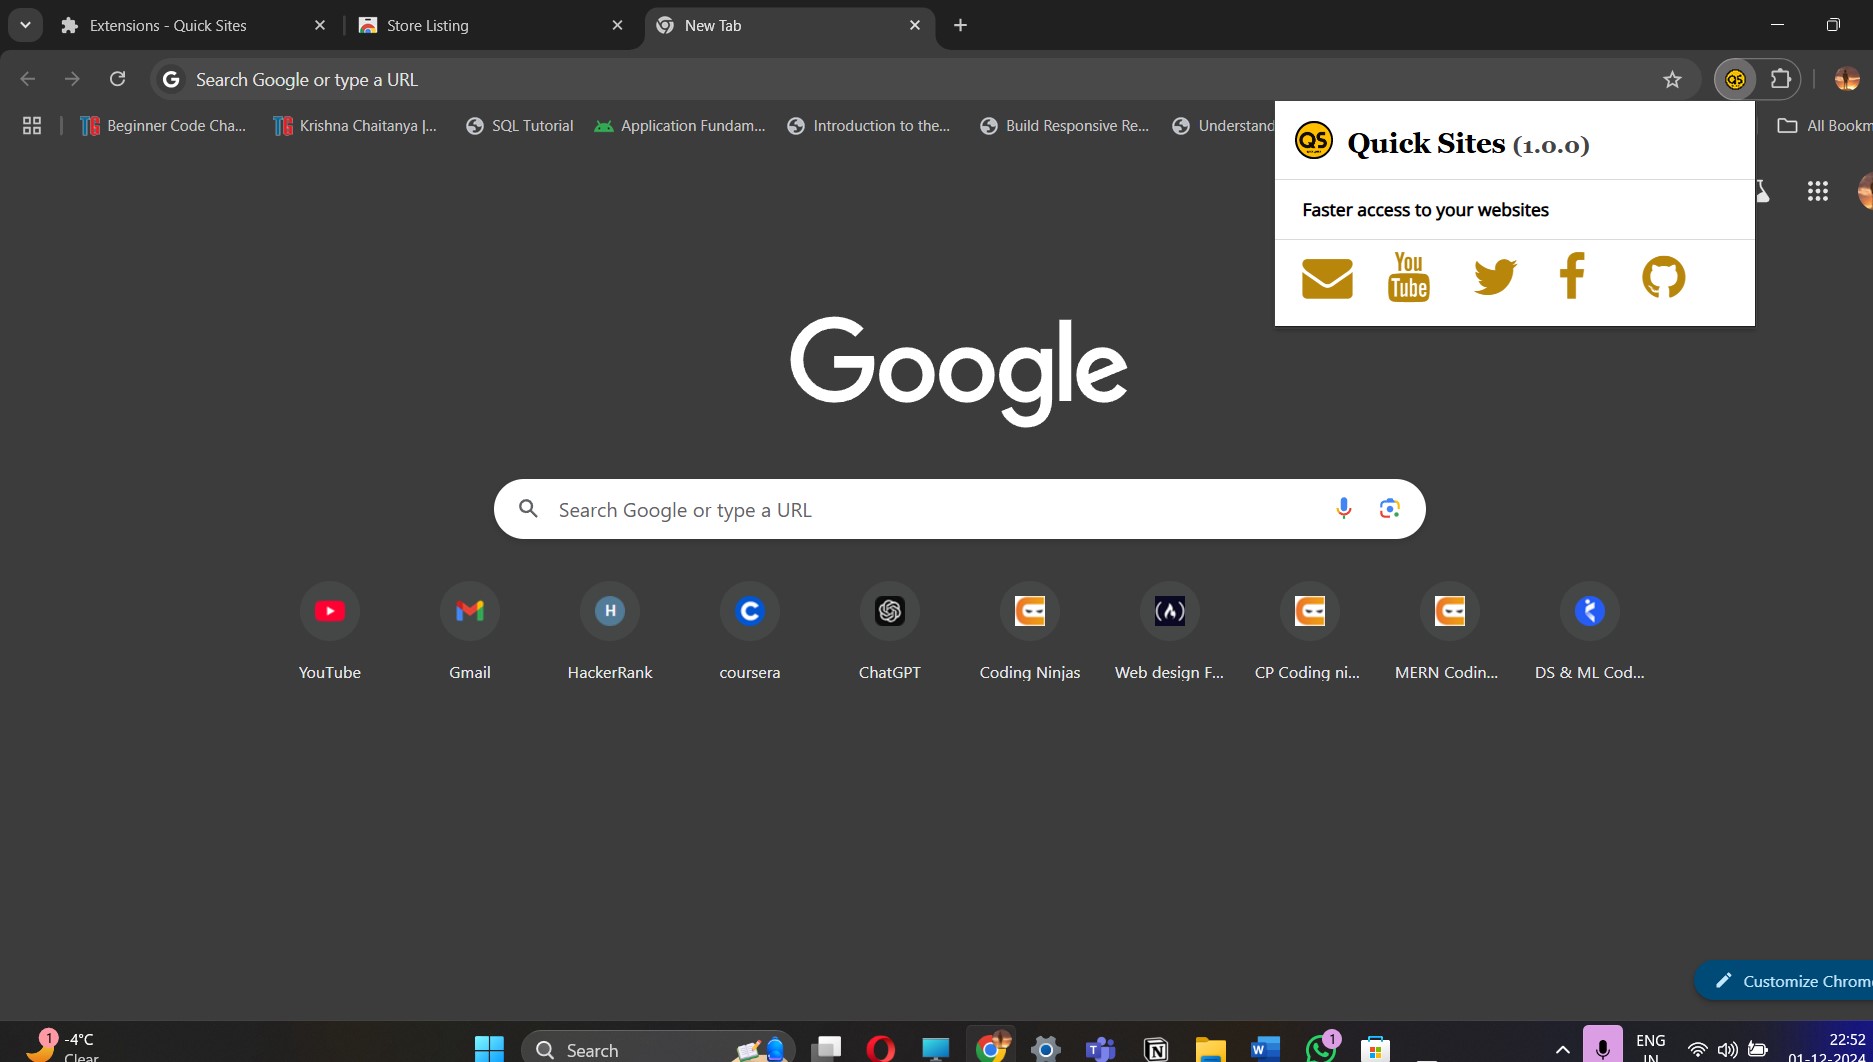 Extensions - Quick Sites
Store Listing
New Tab
Search Google or type a URL
QS
Beginner Code Cha...
Krishna Chaitanya |...
SQL Tutorial
Application Fundam...
Introduction to the...
Build Responsive Re...
Understand
All Bookm
QS
Quick Sites (1.0.0)
Faster access to your websites
You
Tube
Google
Search Google or type a URL
YouTube
Gmail
HackerRank
coursera
ChatGPT
Coding Ninjas
Web design F...
CP Coding ni...
MERN Codin...
DS & ML Cod...
Customize Chrome
1
-4°C
Clear
Search
1
ENG
IN
22:52
01-12-2024